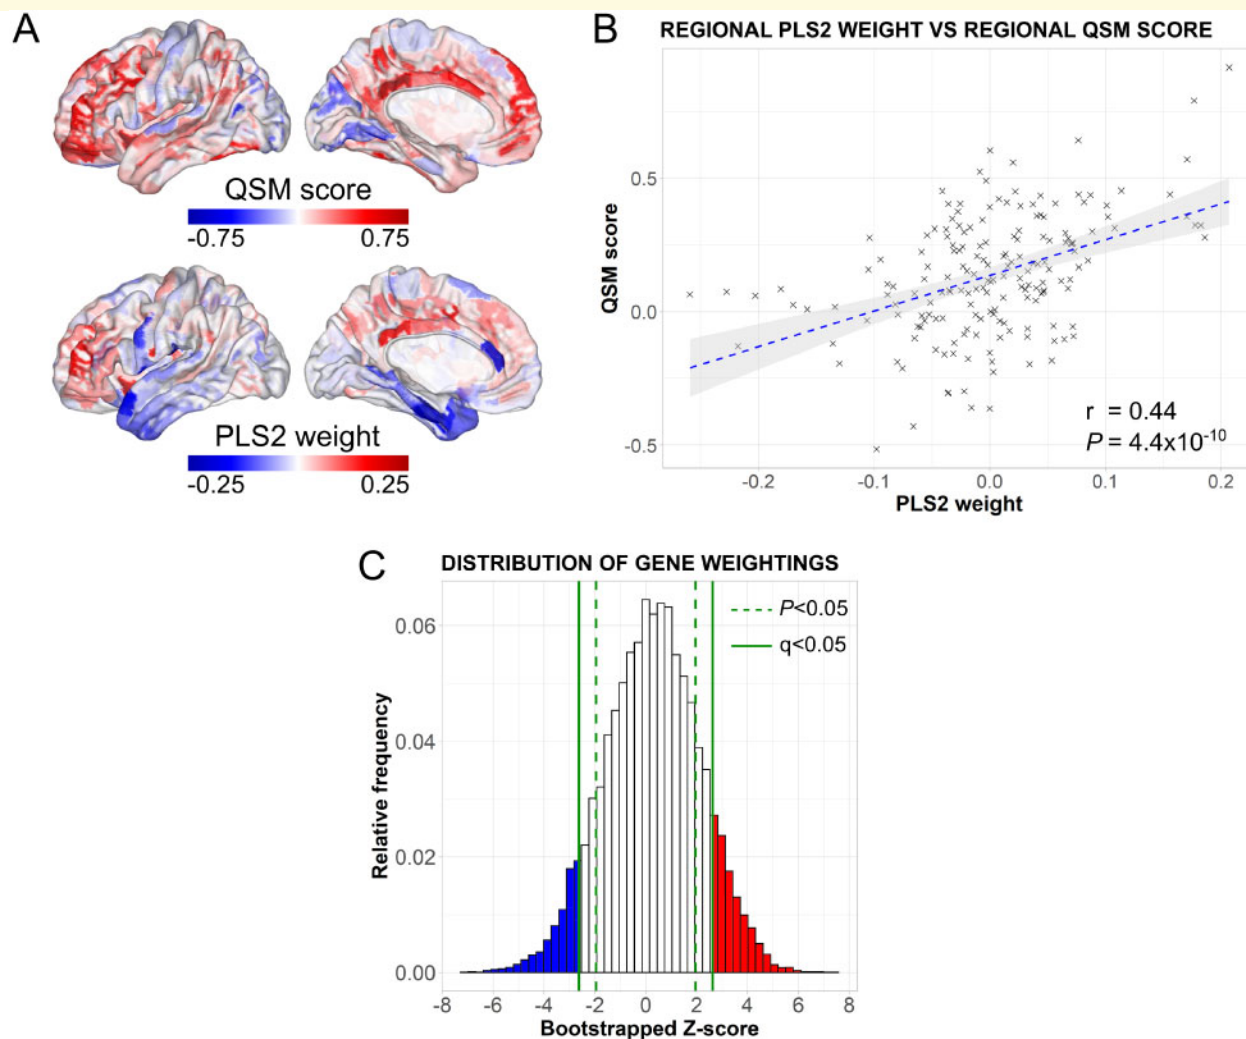 A
QSM score
-0.75 0.75
PLS2 weight
-0.25 0.25
B
REGIONAL PLS2 WEIGHT VS REGIONAL QSM SCORE
QSM score
0.5
0.0
-0.5
r = 0.44
P = 4.4x10⁻¹⁰
-0.2 -0.1 0.0 0.1 0.2
PLS2 weight
C
DISTRIBUTION OF GENE WEIGHTINGS
P<0.05
q<0.05
Relative frequency
0.06
0.04
0.02
0.00
-8 -6 -4 -2 0 2 4 6 8
Bootstrapped Z-score